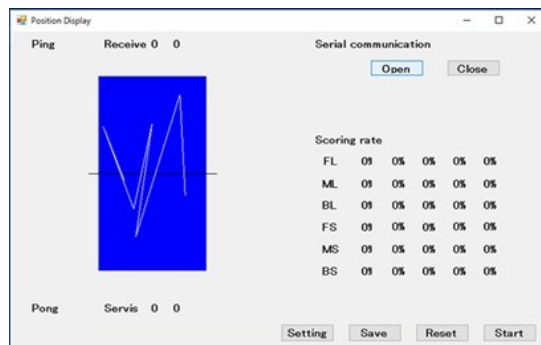 Position Display
Ping Receive 0 0 Serial communication
Open Close
Scoring rate
FL 0% 0% 0% 0% 0%
ML 0% 0% 0% 0% 0%
BL 0% 0% 0% 0% 0%
FS 0% 0% 0% 0% 0%
MS 0% 0% 0% 0% 0%
BS 0% 0% 0% 0% 0%
Pong Servis 0 0
Setting Save Reset Start